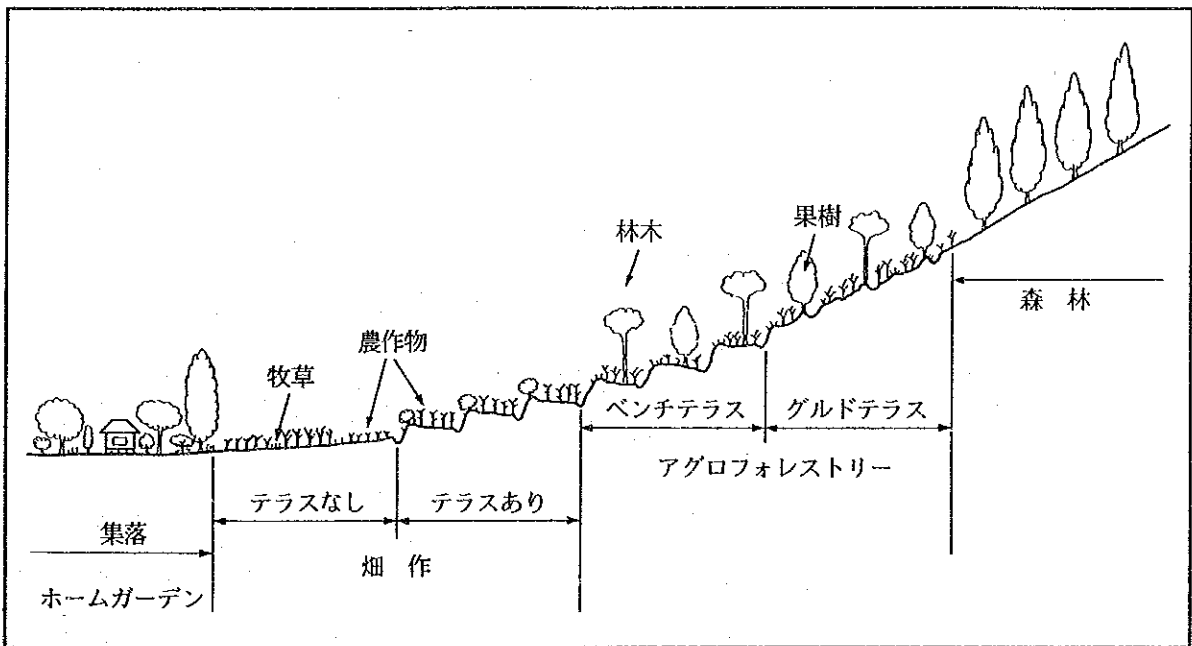 林木
果樹
森 林
農作物
牧草
ベンチテラス
グルドテラス
アグロフォレストリー
テラスなし
テラスあり
集落
畑 作
ホームガーデン